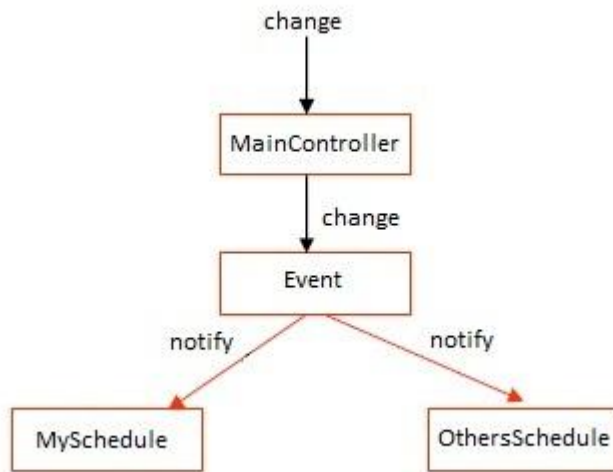 change
MainController
change
Event
notify
notify
MySchedule
OthersSchedule